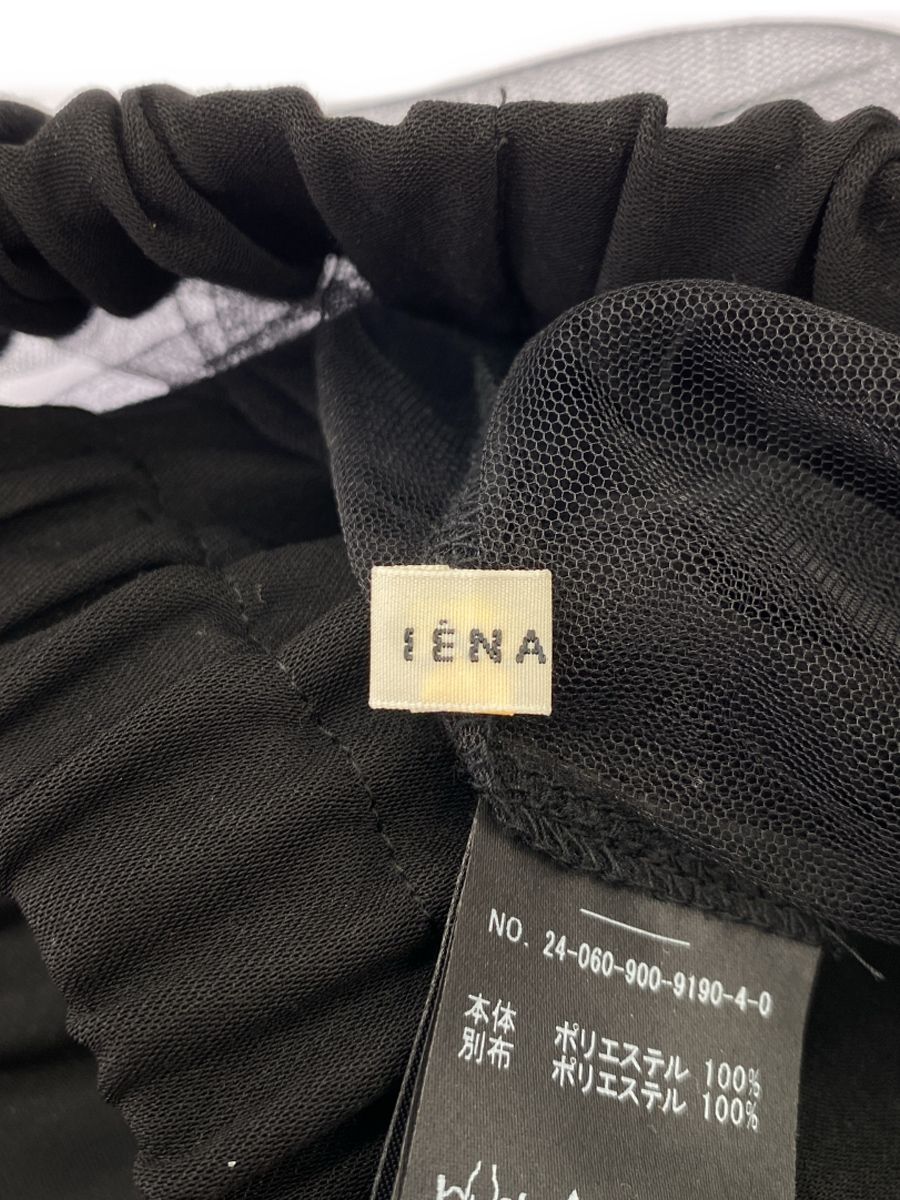 IÉNA
NO. 24-060-900-9190-4-0
本体 ポリエステル 100%
別布 ポリエステル 100%